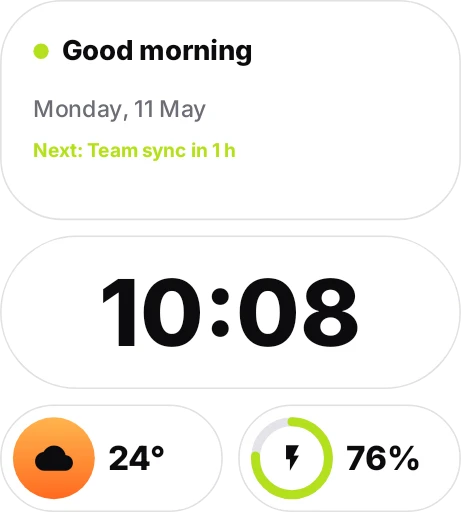 Good morning
Monday, 11 May
Next: Team sync in 1 h
10:08
24°
76%